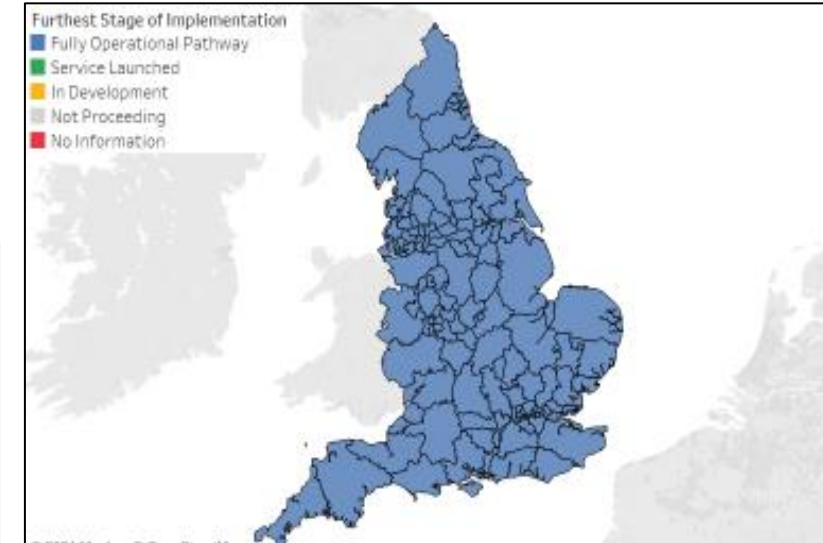 Furthest Stage of Implementation
Fully Operational Pathway
Service Launched
In Development
Not Proceeding
No Information